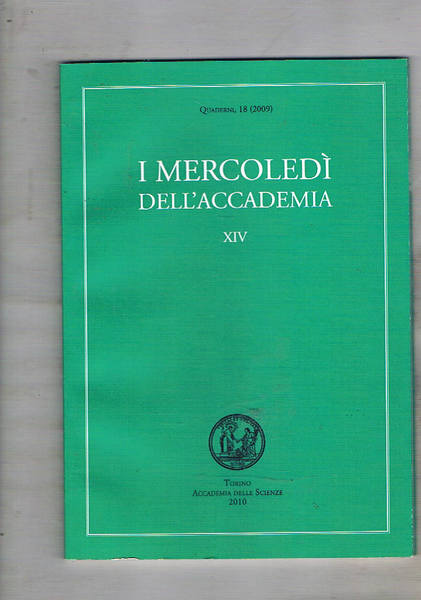 QUADERNI, 18 (2009)
I MERCOLEDÌ
DELL'ACCADEMIA
XIV
TORINO
ACCADEMIA DELLE SCIENZE
2010